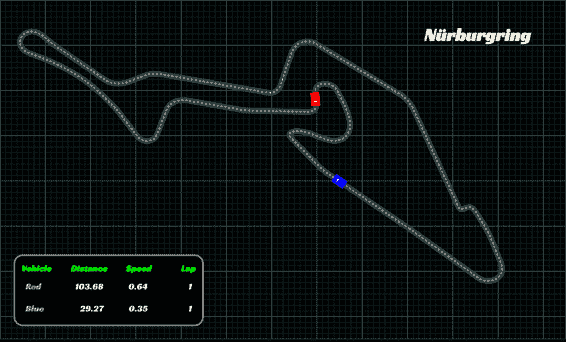 Nürburgring
Vehicle Distance Speed Lap
Red 103.68 0.64 1
Blue 29.27 0.35 1